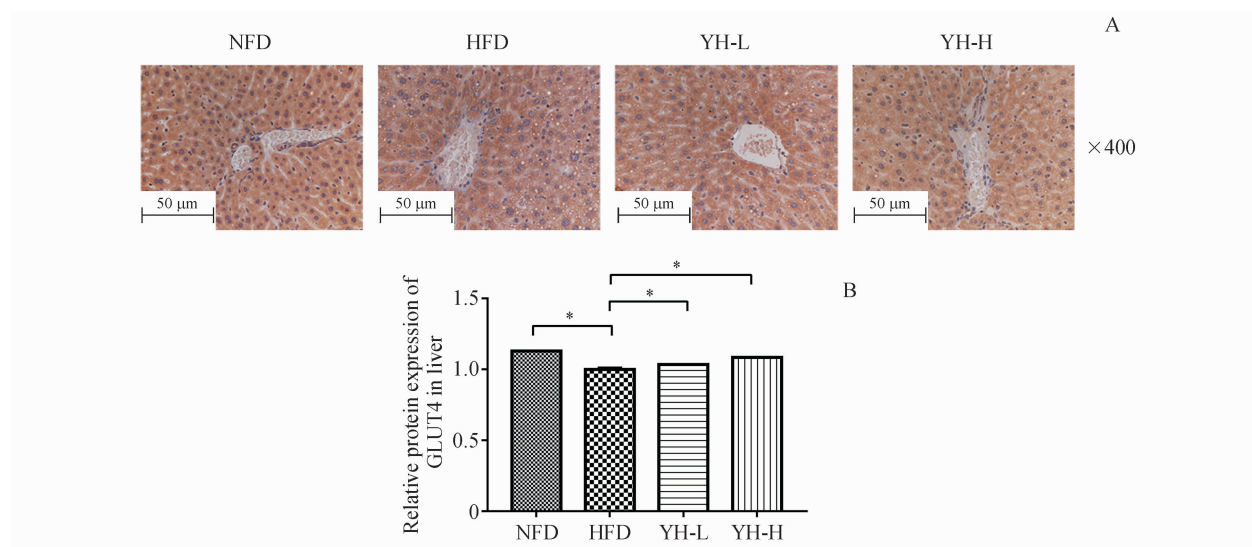 A
NFD HFD YH-L YH-H
×400
50 μm 50 μm 50 μm 50 μm
B
Relative protein expression of
GLUT4 in liver
1.5
1.0
0.5
0
* * *
NFD HFD YH-L YH-H